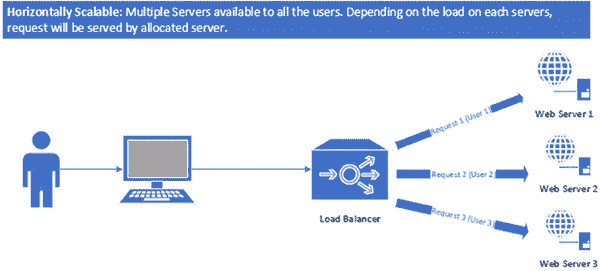 Horizontally Scalable: Multiple Servers available to all the users. Depending on the load on each servers,
request will be served by allocated server.
Request 1 (User 1)
Web Server 1
Request 2 (User 2)
Web Server 2
Load Balancer
Request 3 (User 3)
Web Server 3